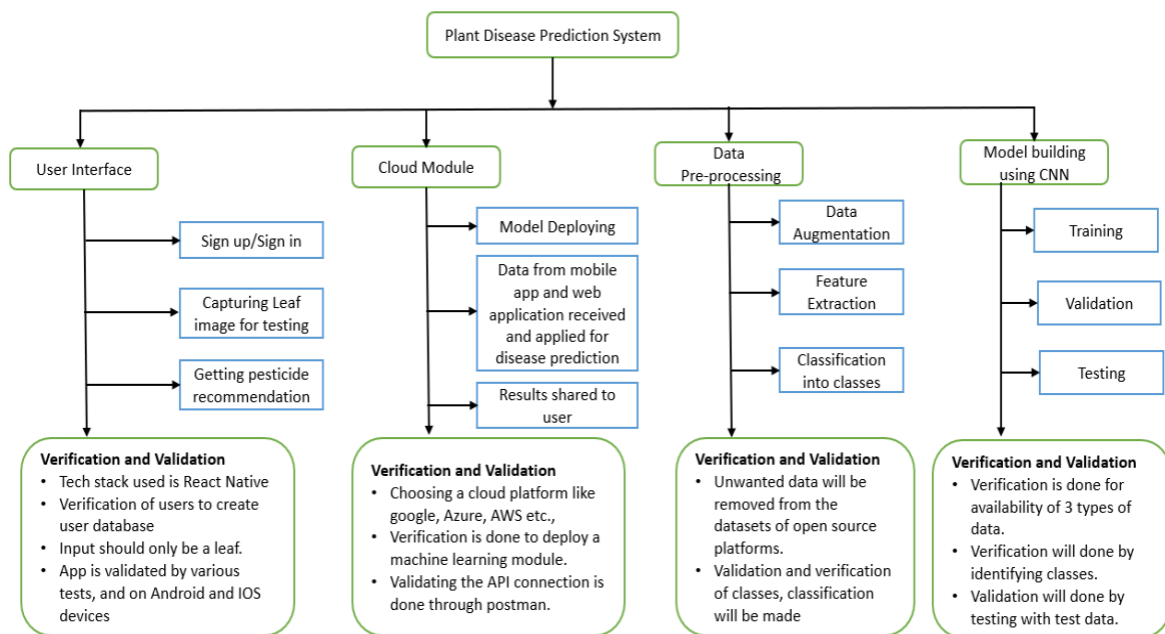 Plant Disease Prediction System
User Interface
Cloud Module
Data
Pre-processing
Model building
using CNN
Sign up/Sign in
Capturing Leaf
image for testing
Getting pesticide
recommendation
Model Deploying
Data from mobile
app and web
application received
and applied for
disease prediction
Results shared to
user
Data
Augmentation
Feature
Extraction
Classification
into classes
Training
Validation
Testing
Verification and Validation
• Tech stack used is React Native
• Verification of users to create
user database
• Input should only be a leaf.
• App is validated by various
tests, and on Android and IOS
devices
Verification and Validation
• Choosing a cloud platform like
google, Azure, AWS etc.,
• Verification is done to deploy a
machine learning module.
• Validating the API connection is
done through postman.
Verification and Validation
• Unwanted data will be
removed from the
datasets of open source
platforms.
• Validation and verification
of classes, classification
will be made
Verification and Validation
• Verification is done for
availability of 3 types of
data.
• Verification will done by
identifying classes.
• Validation will done by
testing with test data.